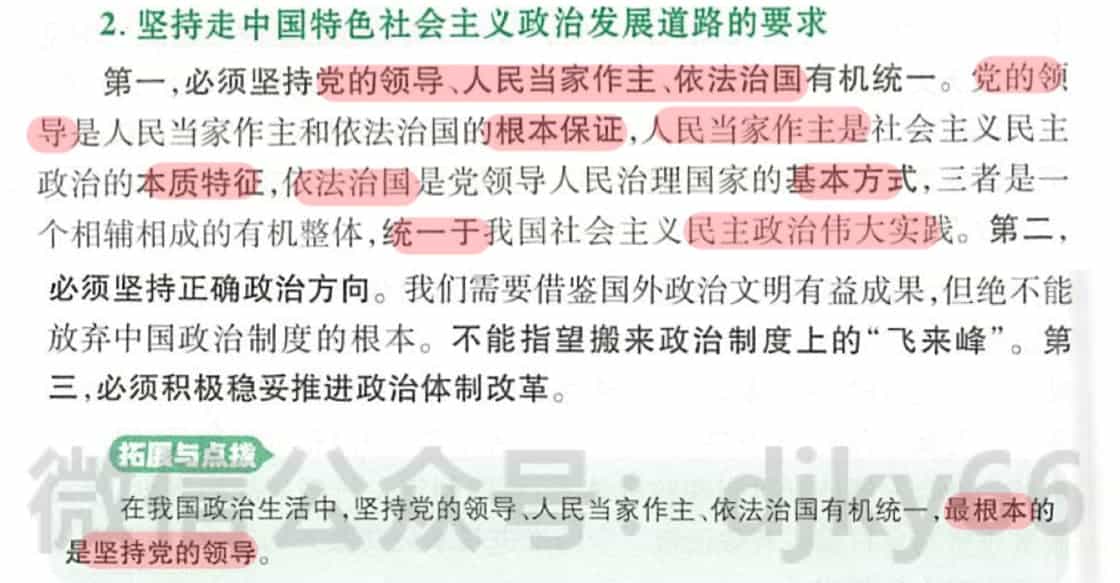 2. 坚持走中国特色社会主义政治发展道路的要求
第一,必须坚持党的领导、人民当家作主、依法治国有机统一。党的领
导是人民当家作主和依法治国的根本保证,人民当家作主是社会主义民主
政治的本质特征,依法治国是党领导人民治理国家的基本方式,三者是一
个相辅相成的有机整体,统一于我国社会主义民主政治伟大实践。第二,
必须坚持正确政治方向。我们需要借鉴国外政治文明有益成果,但绝不能
放弃中国政治制度的根本。不能指望搬来政治制度上的“飞来峰”。第
三,必须积极稳妥推进政治体制改革。
拓展与点拨
微信公众号：djky66
在我国政治生活中,坚持党的领导、人民当家作主、依法治国有机统一,最根本的
是坚持党的领导。